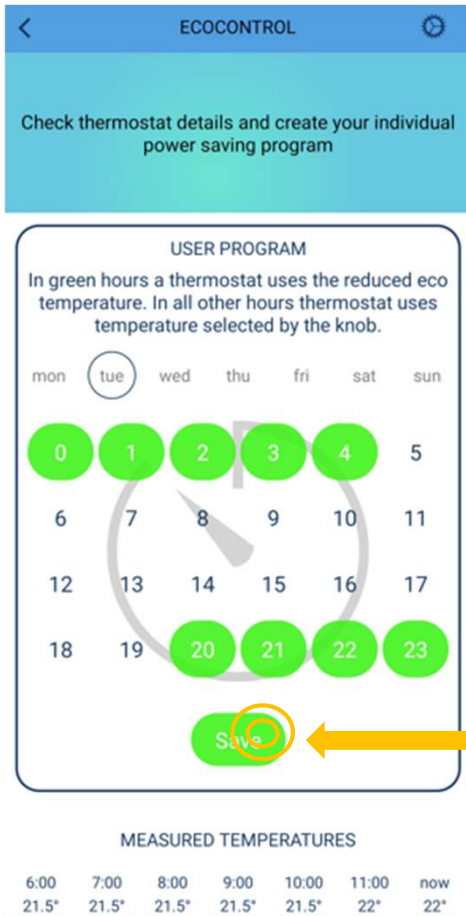 ECOCONTROL
Check thermostat details and create your individual
power saving program
USER PROGRAM
In green hours a thermostat uses the reduced eco
temperature. In all other hours thermostat uses
temperature selected by the knob.
mon tue wed thu fri sat sun
0 1 2 3 4 5
6 7 8 9 10 11
12 13 14 15 16 17
18 19 20 21 22 23
Save
MEASURED TEMPERATURES
6:00 7:00 8:00 9:00 10:00 11:00 now
21.5° 21.5° 21.5° 21.5° 21.5° 22° 22°